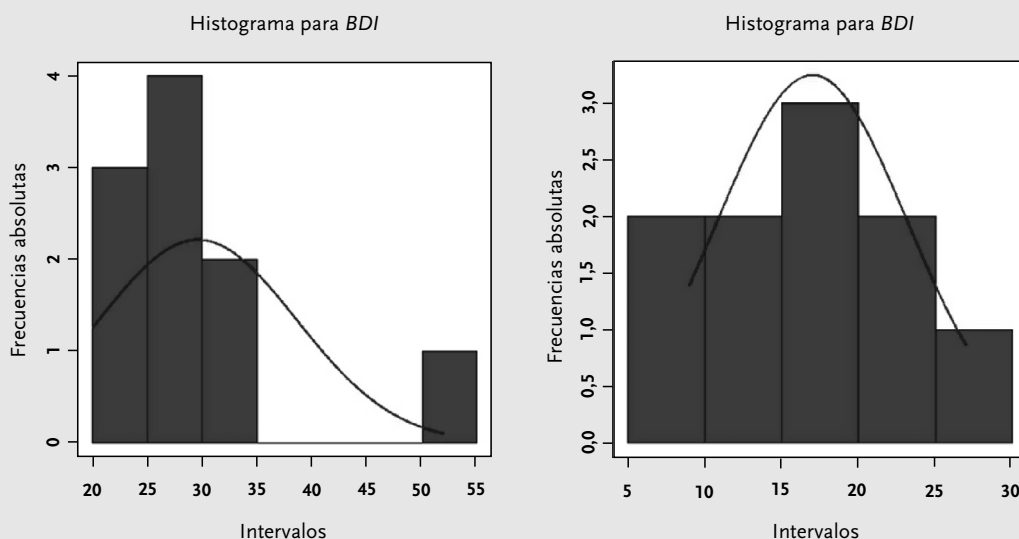 Histograma para BDI
Frecuencias absolutas
4
3
2
1
0
20 25 30 35 40 45 50 55
Intervalos
Histograma para BDI
Frecuencias absolutas
3,0
2,5
2,0
1,5
1,0
0,5
0,0
5 10 15 20 25 30
Intervalos